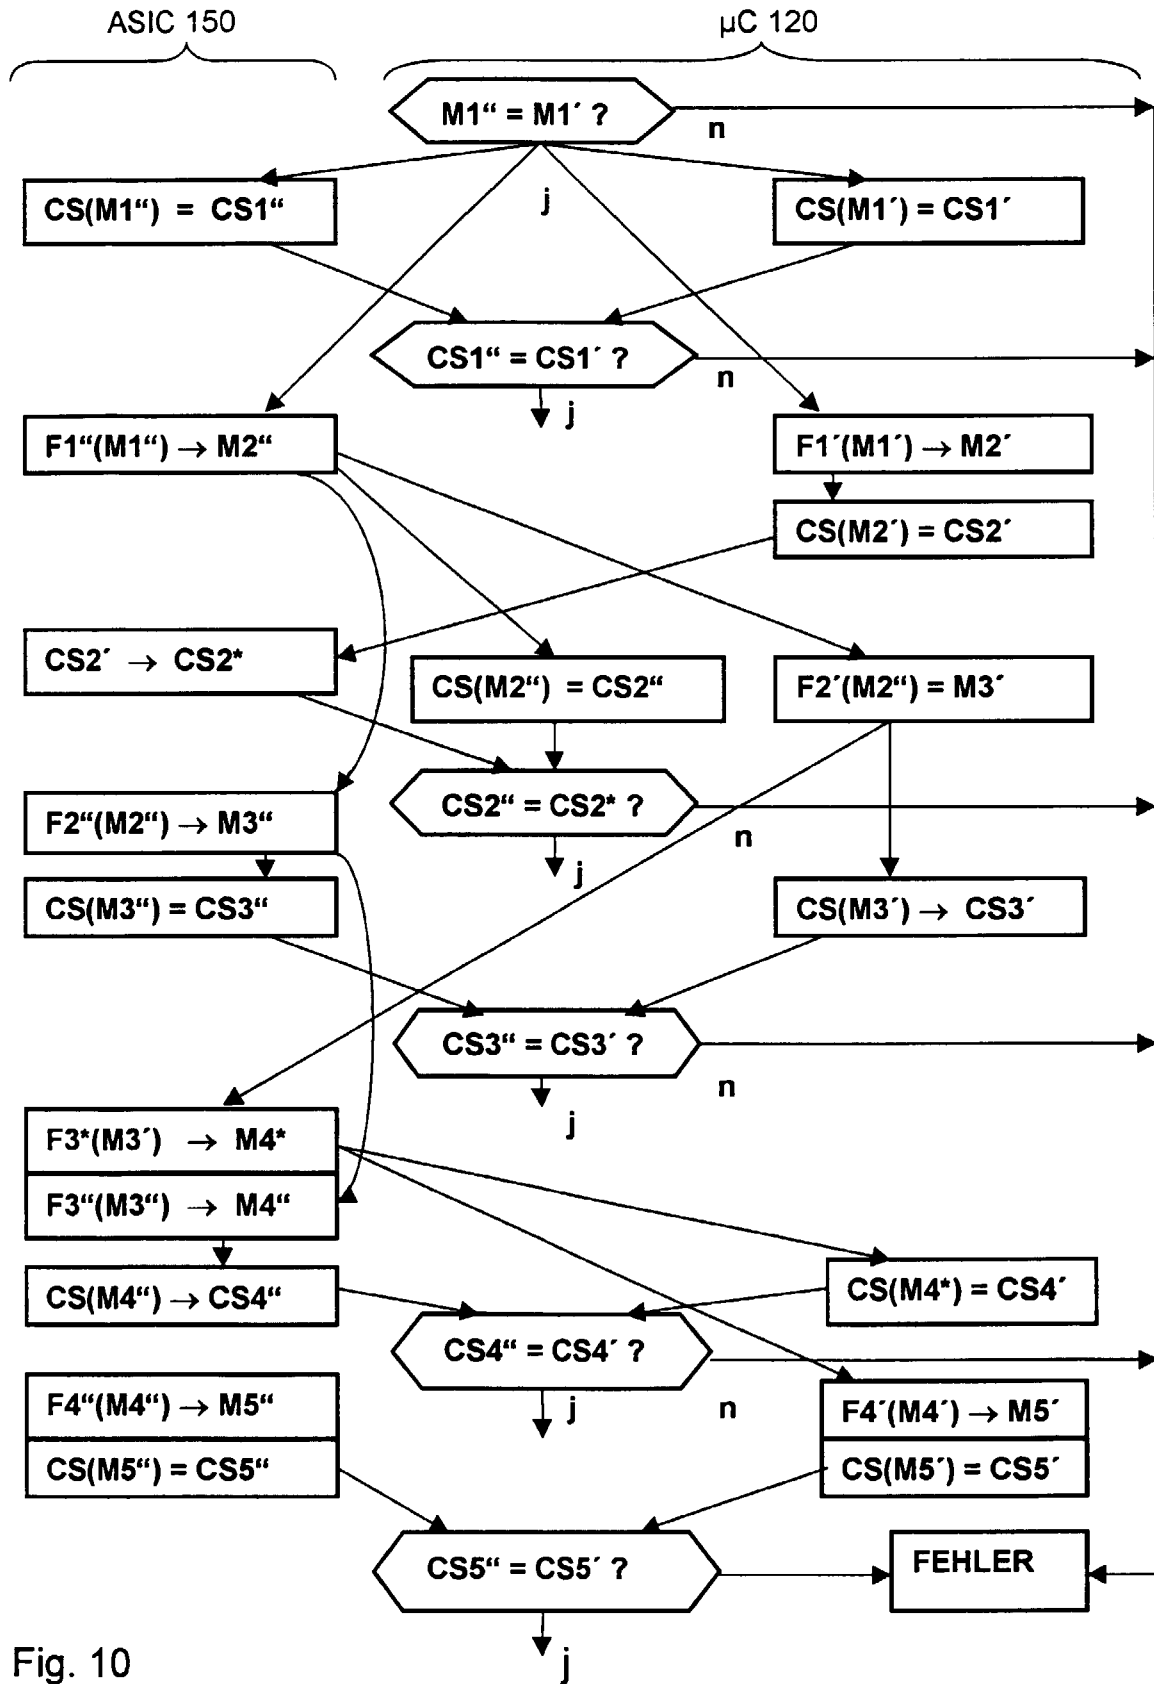 ASIC 150
µC 120
M1“ = M1´ ?
n
j
CS(M1“) = CS1“
CS(M1´) = CS1´
CS1“ = CS1´ ?
n
j
F1“(M1“) → M2“
F1´(M1´) → M2´
CS(M2´) = CS2´
CS2´ → CS2*
CS(M2“) = CS2“
F2´(M2“) = M3´
CS2“ = CS2* ?
n
j
F2“(M2“) → M3“
CS(M3“) = CS3“
CS(M3´) → CS3´
CS3“ = CS3´ ?
n
j
F3*(M3´) → M4*
F3“(M3“) → M4“
CS(M4“) → CS4“
CS(M4*) = CS4´
CS4“ = CS4´ ?
j
n
F4“(M4“) → M5“
F4´(M4´) → M5´
CS(M5“) = CS5“
CS(M5´) = CS5´
CS5“ = CS5´ ?
FEHLER
j
Fig. 10